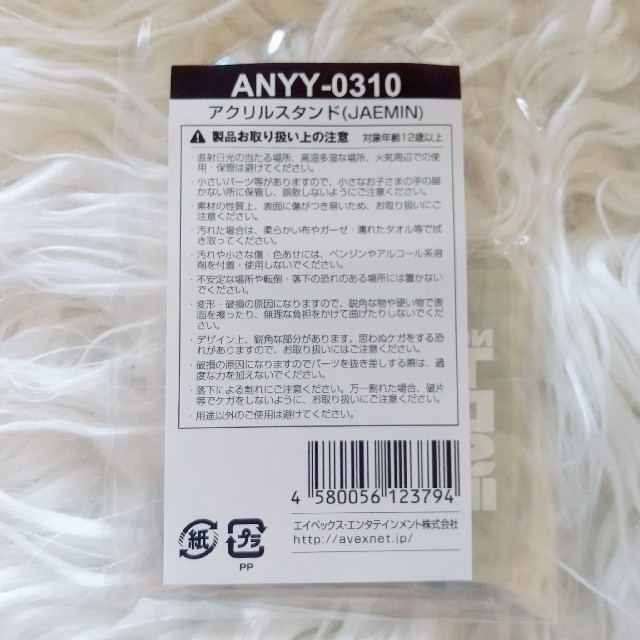 ANYY-0310
アクリルスタンド(JAEMIN)
製品お取り扱い上の注意 対象年齢12歳以上
・直射日光の当たる場所、高温多湿な場所、火気周辺での使
用・保管は避けてください。
・小さいパーツ等がありますので、小さなお子さまの手の届
かない所に保管し、誤飲しないようにご注意ください。
・素材の性質上、表面に傷がつき易いため、お取り扱いにご
注意ください。
・汚れた場合は、柔らかい布やガーゼ・濡れたタオル等で拭
き取ってください。
・汚れや小さな傷・色あせには、ベンジンやアルコール系溶
剤を付着・使用しないでください。
・不安定な場所や転倒・落下の恐れのある場所には置かない
でください。
・変形・破損の原因になりますので、鋭角な物や硬い物で表
面を擦ったり、無理な負担をかけて曲げたりしないでくださ
い。
・デザイン上、鋭角な部分があります。思わぬケガをする恐
れがありますので、お取り扱いにはご注意ください。
・破損の原因になりますのでパーツを抜き差しする際は、過
度な力を加えないでください。
・落下による割れにご注意ください。万一割れた場合、破片
等でケガをしないように、お取り扱いにご注意ください。
・用途以外のご使用は避けてください。
4 580056 123794
エイベックス・エンタテインメント株式会社
http://avexnet.jp/
紙
プラ
PP